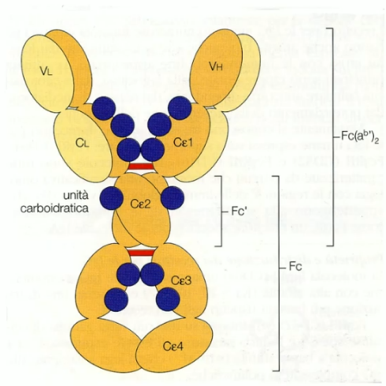 VL
VH
CL
Cε1
Fc(ab')2
unità
carboidratica
Cε2
Fc'
Fc
Cε3
Cε4